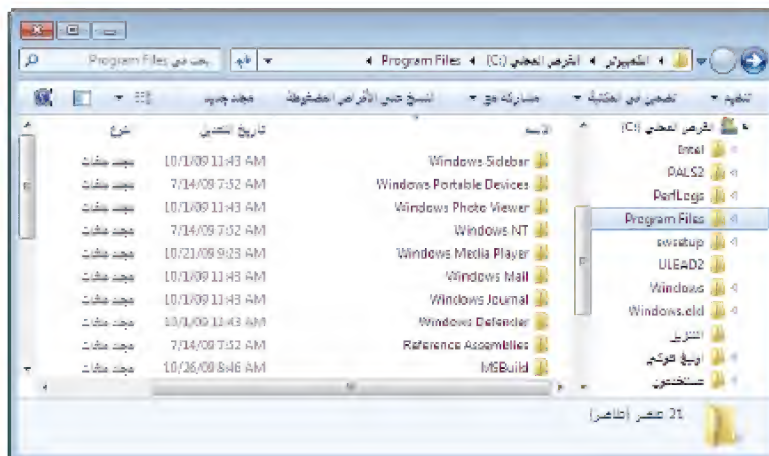 الكمبيوتر ◄ القرص المحلي (C:) ◄ Program Files ◄
بحث في Program Files
تنظيم
تضمين في المكتبة
مشاركة مع
النسخ على الأقراص المضغوطة
مجلد جديد
القرص المحلي (C:)
Intel
PALS2
PerfLogs
Program Files
swsetup
ULEAD2
Windows
Windows.old
التنزيل
مستخدمون
الاسم تاريخ التعديل نوع
Windows Sidebar 10/1/09 11:43 AM مجلد ملفات
Windows Portable Devices 7/14/09 7:52 AM مجلد ملفات
Windows Photo Viewer 10/1/09 11:43 AM مجلد ملفات
Windows NT 7/14/09 7:52 AM مجلد ملفات
Windows Media Player 10/21/09 9:23 AM مجلد ملفات
Windows Mail 10/1/09 11:43 AM مجلد ملفات
Windows Journal 10/1/09 11:43 AM مجلد ملفات
Windows Defender 10/1/09 11:43 AM مجلد ملفات
Reference Assemblies 7/14/09 7:52 AM مجلد ملفات
MSBuild 10/26/09 8:46 AM مجلد ملفات
21 عنصر (ظاهر)